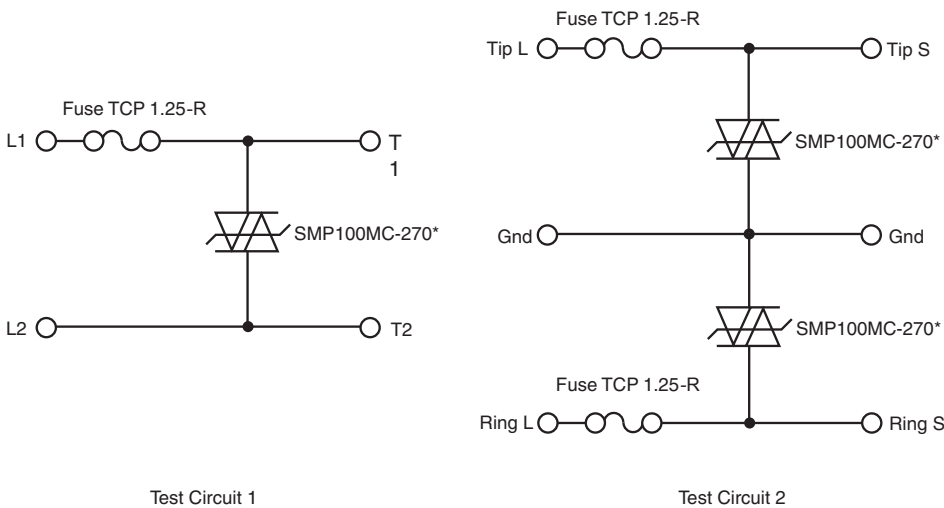 Fuse TCP 1.25-R
L1
T
1
SMP100MC-270*
L2
T2
Test Circuit 1
Fuse TCP 1.25-R
Tip L
Tip S
SMP100MC-270*
Gnd
Gnd
SMP100MC-270*
Fuse TCP 1.25-R
Ring L
Ring S
Test Circuit 2